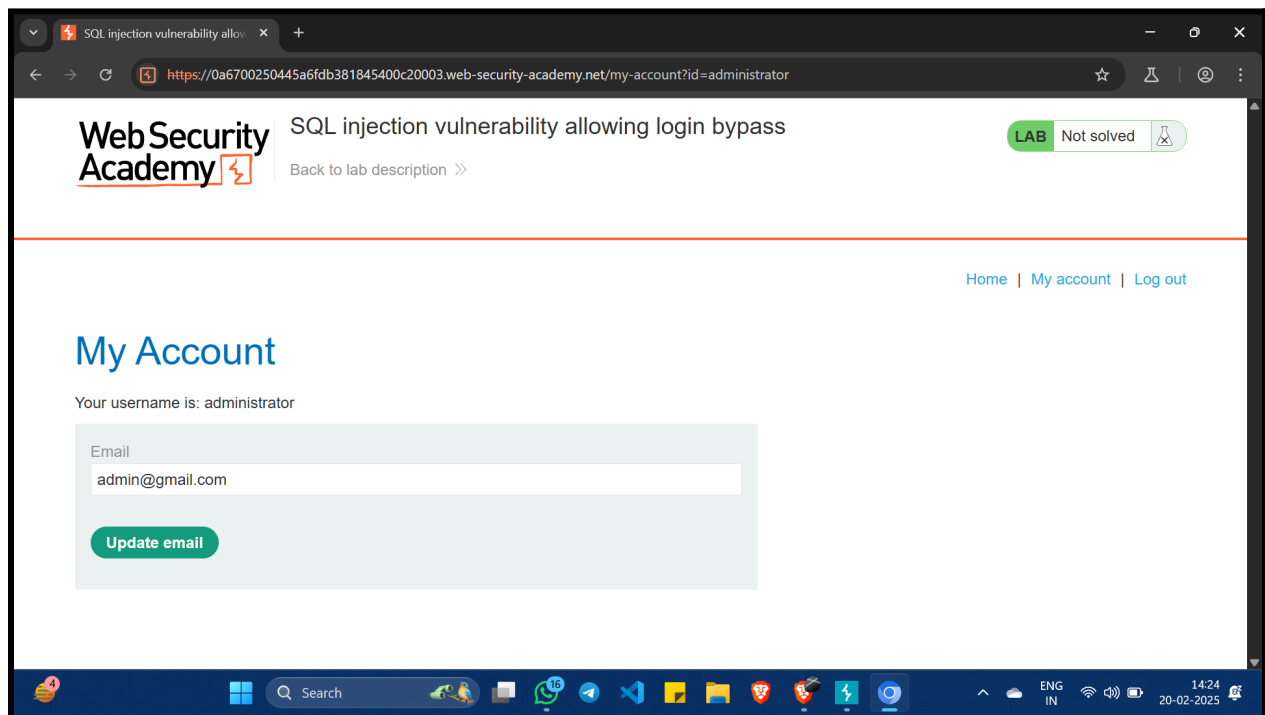 SQL injection vulnerability allow
https://0a6700250445a6fdb381845400c20003.web-security-academy.net/my-account?id=administrator
Web Security
Academy
SQL injection vulnerability allowing login bypass
Back to lab description
LAB Not solved
Home | My account | Log out
My Account
Your username is: administrator
Email
admin@gmail.com
Update email
4
Search
16
ENG
IN
14:24
20-02-2025